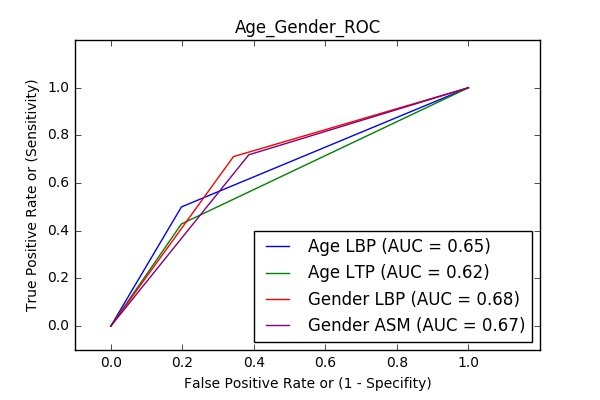 Age_Gender_ROC
True Positive Rate or (Sensitivity)
1.0
0.8
0.6
0.4
0.2
0.0
Age LBP (AUC = 0.65)
Age LTP (AUC = 0.62)
Gender LBP (AUC = 0.68)
Gender ASM (AUC = 0.67)
0.0 0.2 0.4 0.6 0.8 1.0
False Positive Rate or (1 - Specifity)